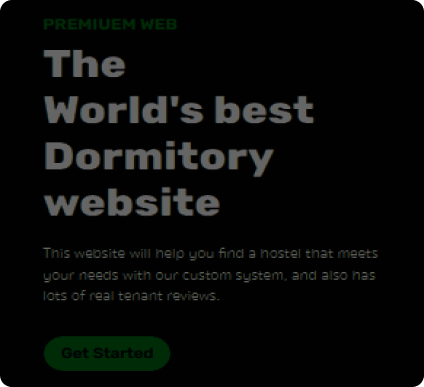 PREMIUEM WEB
The
World's best
Dormitory
website
This website will help you find a hostel that meets
your needs with our custom system, and also has
lots of real tenant reviews.
Get Started